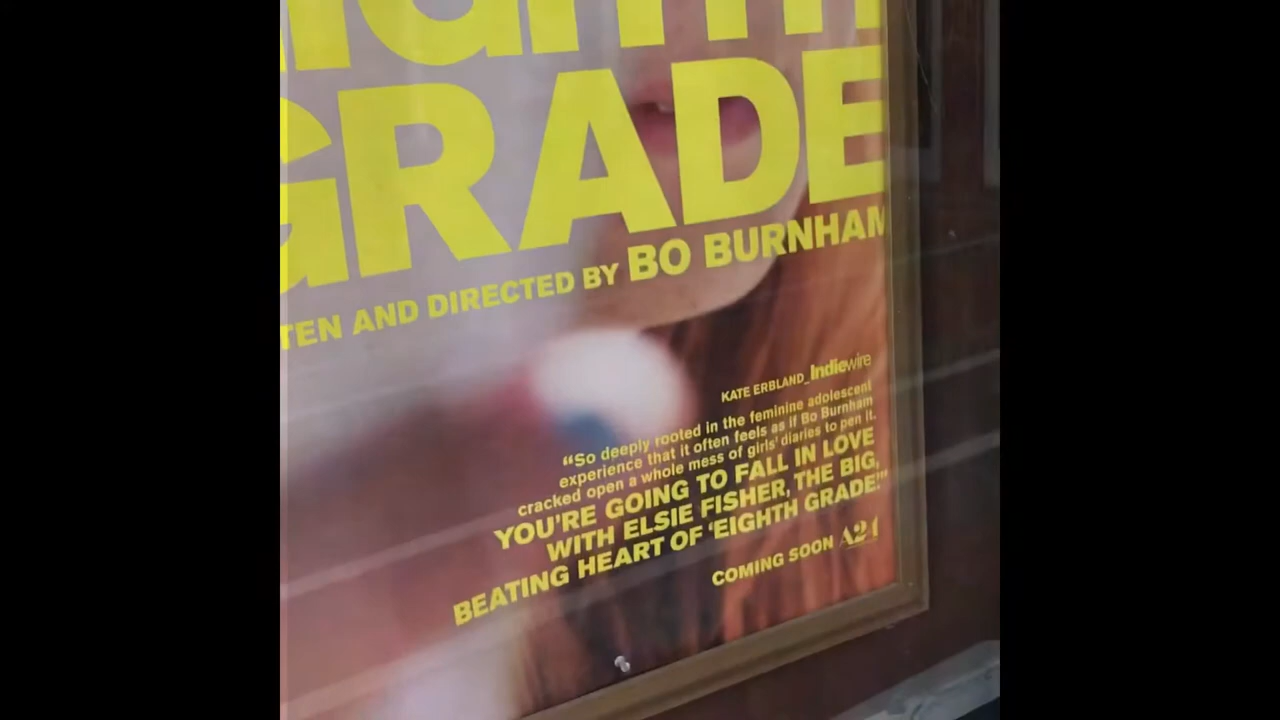 EIGHTH
GRADE
TEN AND DIRECTED BY BO BURNHAM
KATE ERBLAND_Indiewire
“So deeply rooted in the feminine adolescent
experience that it often feels as if Bo Burnham
cracked open a whole mess of girls’ diaries to pen it.
YOU’RE GOING TO FALL IN LOVE
WITH ELSIE FISHER, THE BIG,
BEATING HEART OF ‘EIGHTH GRADE.’”
COMING SOON A24